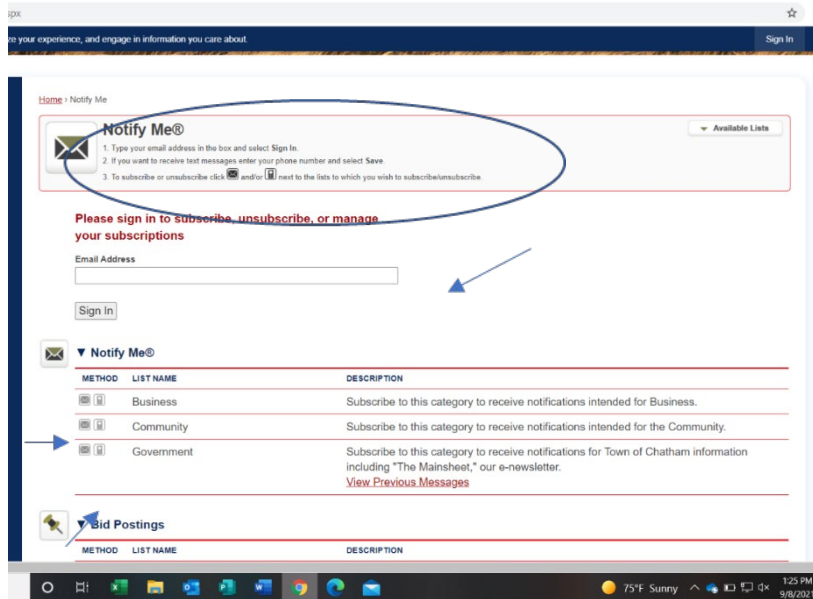 spx
ze your experience, and engage in information you care about.
Sign In
Home › Notify Me
Notify Me®
Available Lists
1. Type your email address in the box and select Sign In.
2. If you want to receive text messages enter your phone number and select Save.
3. To subscribe or unsubscribe click and/or next to the lists to which you wish to subscribe/unsubscribe.
Please sign in to subscribe, unsubscribe, or manage
your subscriptions
Email Address
Sign In
▼ Notify Me®
METHOD LIST NAME DESCRIPTION
Business Subscribe to this category to receive notifications intended for Business.
Community Subscribe to this category to receive notifications intended for the Community.
Government Subscribe to this category to receive notifications for Town of Chatham information
including "The Mainsheet," our e-newsletter.
View Previous Messages
▼ Bid Postings
METHOD LIST NAME DESCRIPTION
75°F Sunny
1:25 PM
9/8/2021